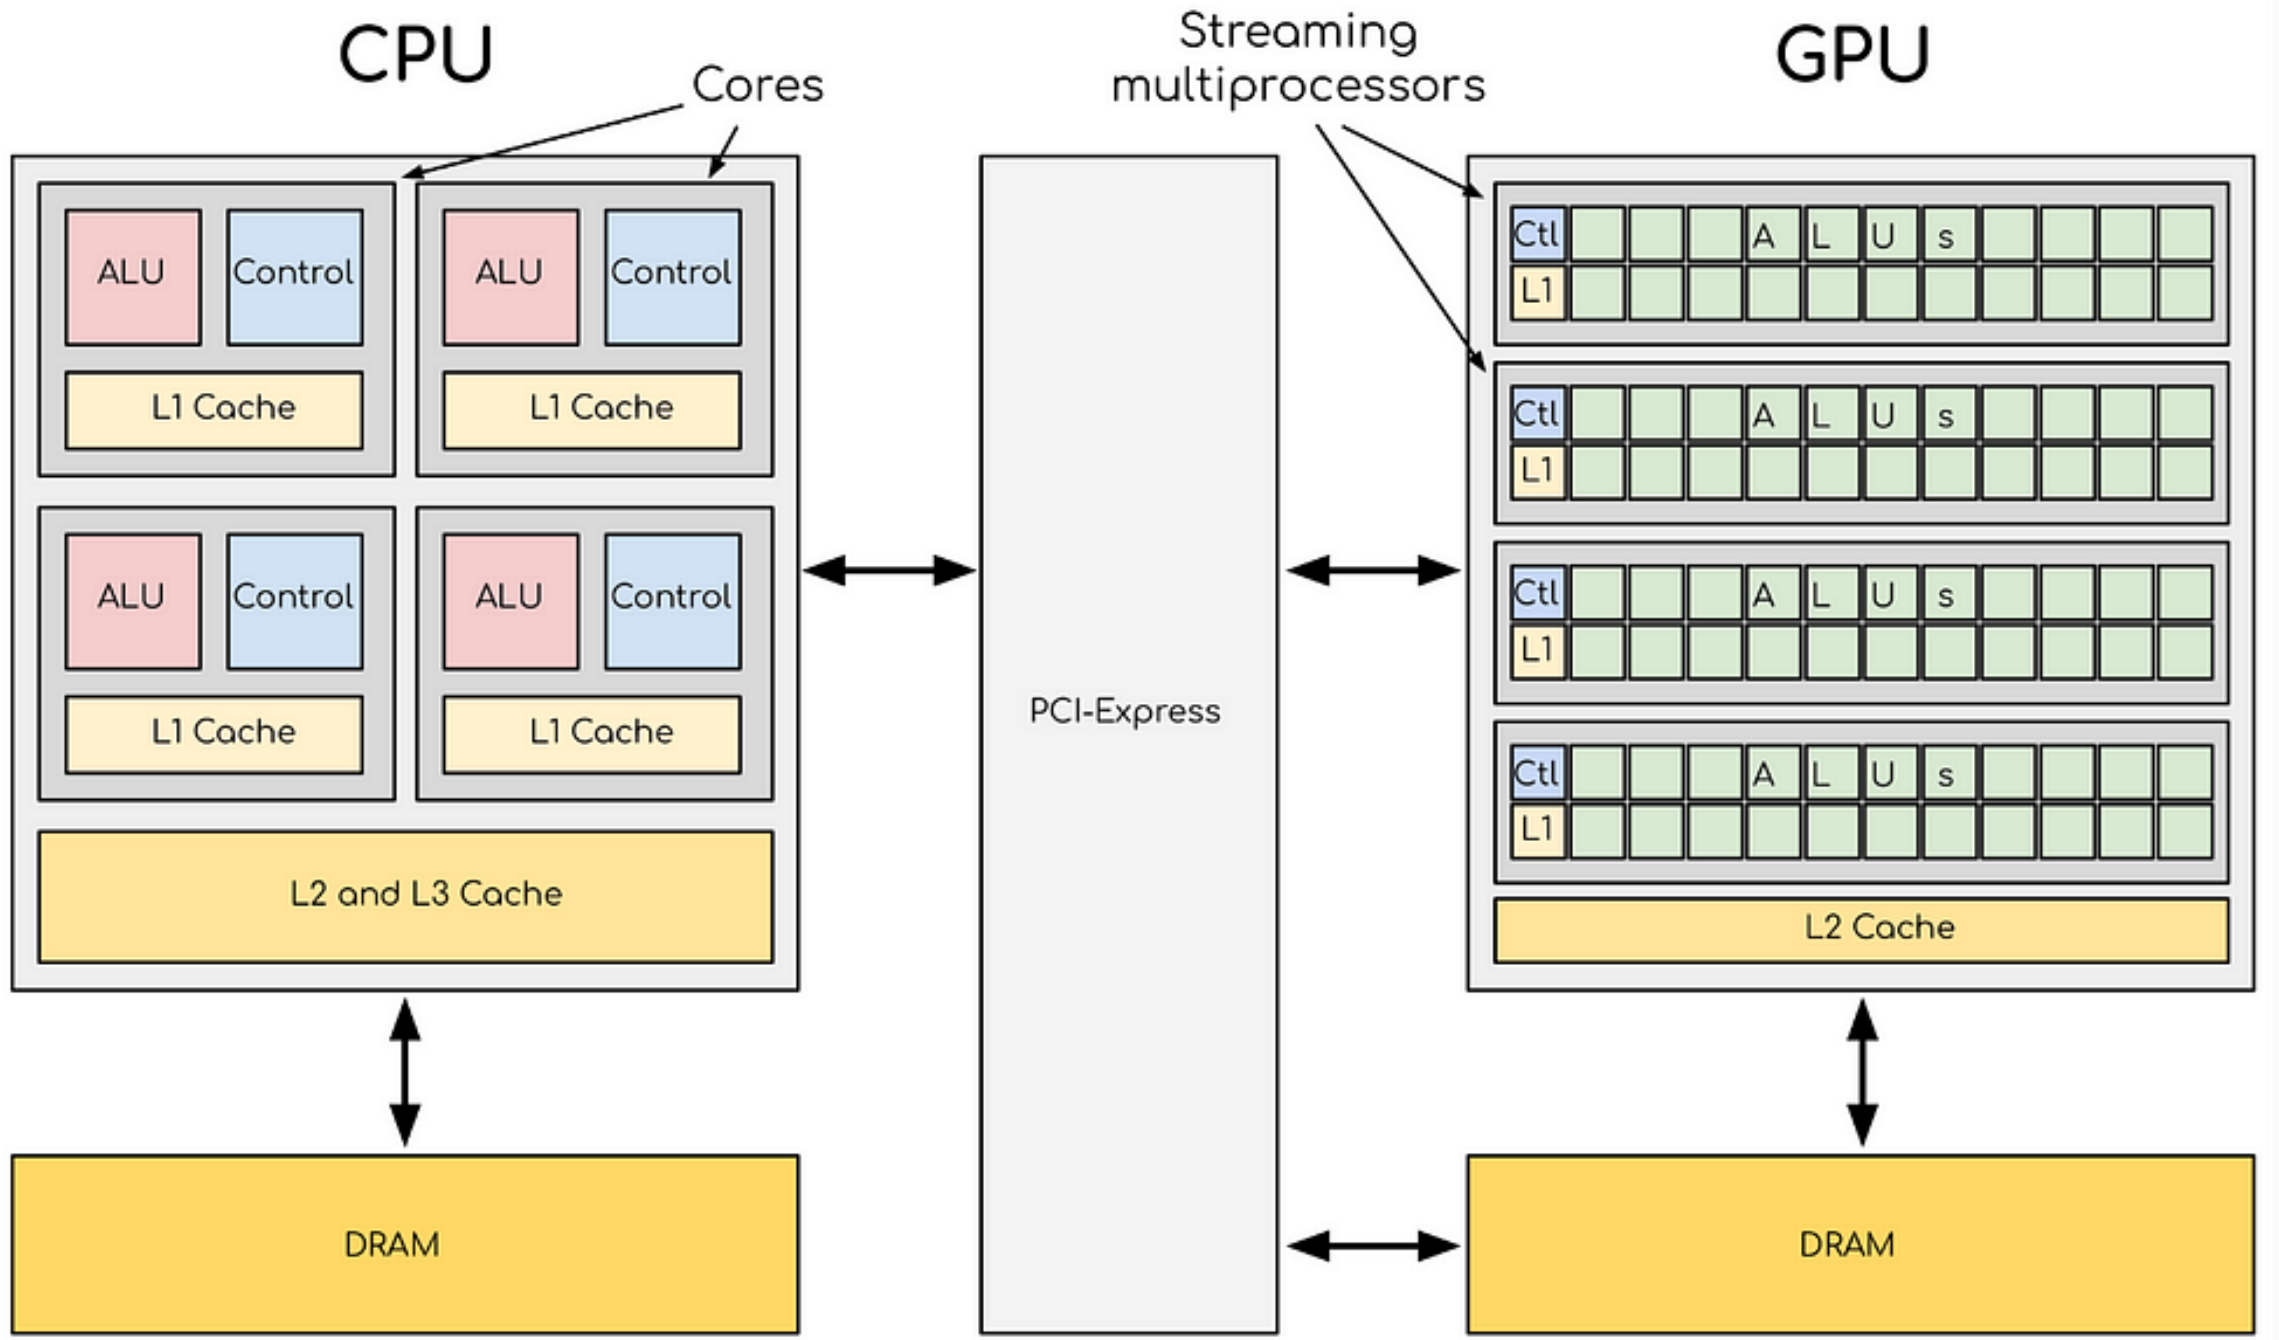 CPU
Cores
Streaming
multiprocessors
GPU
ALU
Control
L1 Cache
ALU
Control
L1 Cache
ALU
Control
L1 Cache
ALU
Control
L1 Cache
L2 and L3 Cache
DRAM
PCI-Express
Ctl A L U s
L1
Ctl A L U s
L1
Ctl A L U s
L1
Ctl A L U s
L1
L2 Cache
DRAM